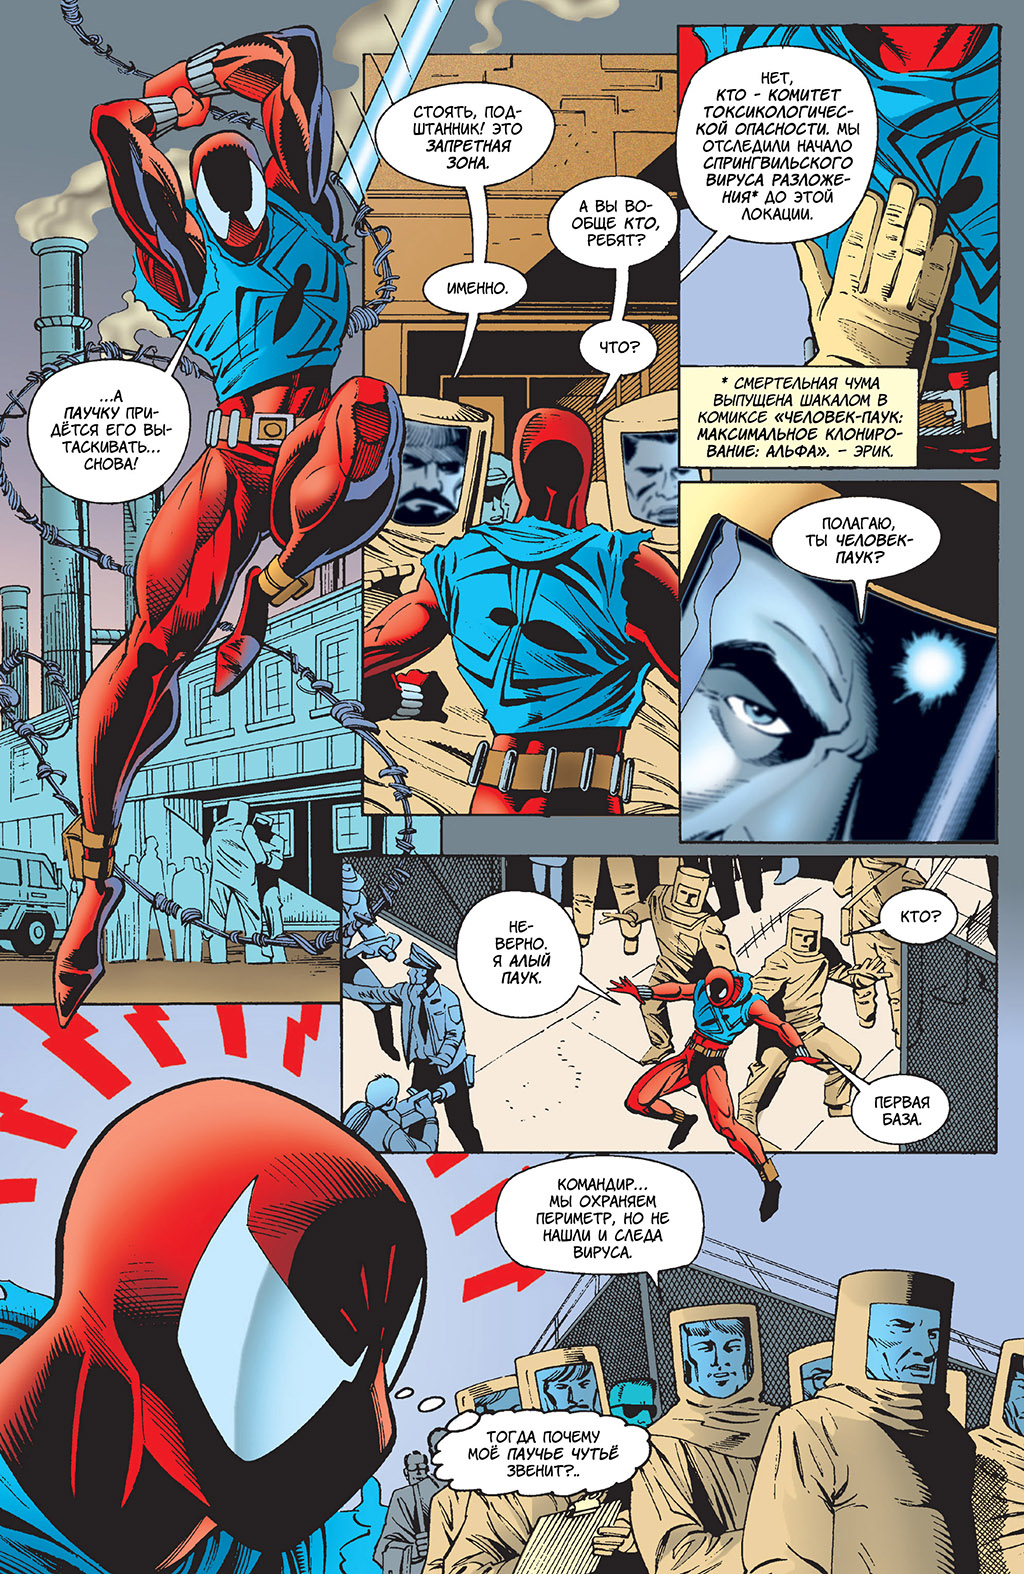 ...А
ПАУЧКУ ПРИ-
ДЁТСЯ ЕГО ВЫ-
ТАСКИВАТЬ...
СНОВА!
СТОЯТЬ, ПОД-
ШТАННИК! ЭТО
ЗАПРЕТНАЯ
ЗОНА.
А ВЫ ВО-
ОБЩЕ КТО,
РЕБЯТ?
ИМЕННО.
ЧТО?
НЕТ,
КТО - КОМИТЕТ
ТОКСИКОЛОГИЧЕС-
КОЙ ОПАСНОСТИ. МЫ
ОТСЛЕДИЛИ НАЧАЛО
СПРИНГВИЛЬСКОГО
ВИРУСА РАЗЛОЖЕ-
НИЯ* ДО ЭТОЙ
ЛОКАЦИИ.
* СМЕРТЕЛЬНАЯ ЧУМА
ВЫПУЩЕНА ШАКАЛОМ В
КОМИКСЕ «ЧЕЛОВЕК-ПАУК:
МАКСИМАЛЬНОЕ КЛОНИРО-
ВАНИЕ: АЛЬФА». – ЭРИК.
ПОЛАГАЮ,
ТЫ ЧЕЛОВЕК-
ПАУК?
НЕ-
ВЕРНО.
Я АЛЫЙ
ПАУК.
КТО?
ПЕРВАЯ
БАЗА.
КОМАНДИР...
МЫ ОХРАНЯЕМ
ПЕРИМЕТР, НО НЕ
НАШЛИ И СЛЕДА
ВИРУСА.
ТОГДА ПОЧЕМУ
МОЁ ПАУЧЬЕ ЧУТЬЁ
ЗВЕНИТ?..